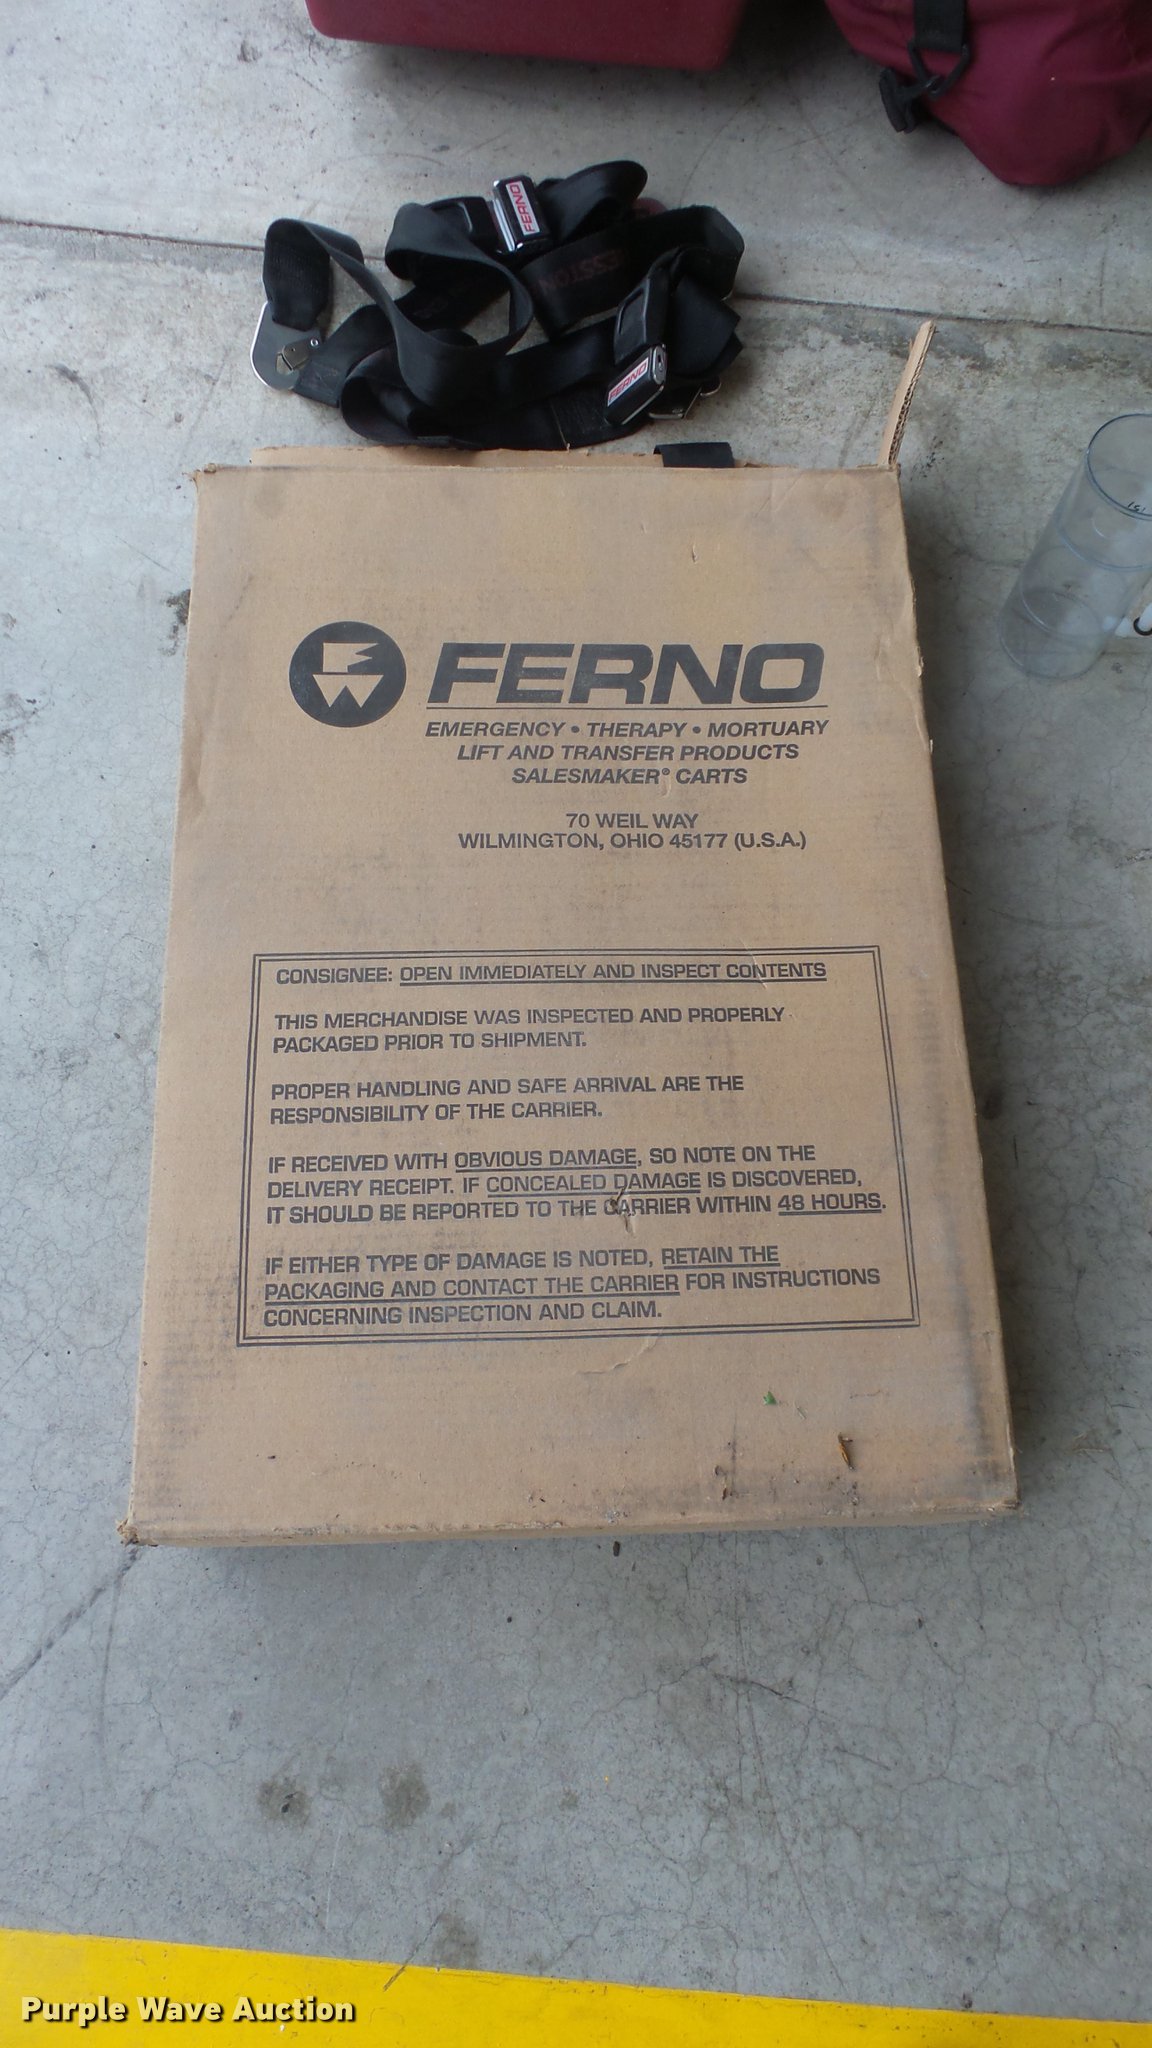 FERNO
ESSTON
FERNO
151
FERNO
EMERGENCY • THERAPY • MORTUARY
LIFT AND TRANSFER PRODUCTS
SALESMAKER® CARTS
70 WEIL WAY
WILMINGTON, OHIO 45177 (U.S.A.)
CONSIGNEE: OPEN IMMEDIATELY AND INSPECT CONTENTS
THIS MERCHANDISE WAS INSPECTED AND PROPERLY
PACKAGED PRIOR TO SHIPMENT.
PROPER HANDLING AND SAFE ARRIVAL ARE THE
RESPONSIBILITY OF THE CARRIER.
IF RECEIVED WITH OBVIOUS DAMAGE, SO NOTE ON THE
DELIVERY RECEIPT. IF CONCEALED DAMAGE IS DISCOVERED,
IT SHOULD BE REPORTED TO THE CARRIER WITHIN 48 HOURS.
IF EITHER TYPE OF DAMAGE IS NOTED, RETAIN THE
PACKAGING AND CONTACT THE CARRIER FOR INSTRUCTIONS
CONCERNING INSPECTION AND CLAIM.
Purple Wave Auction